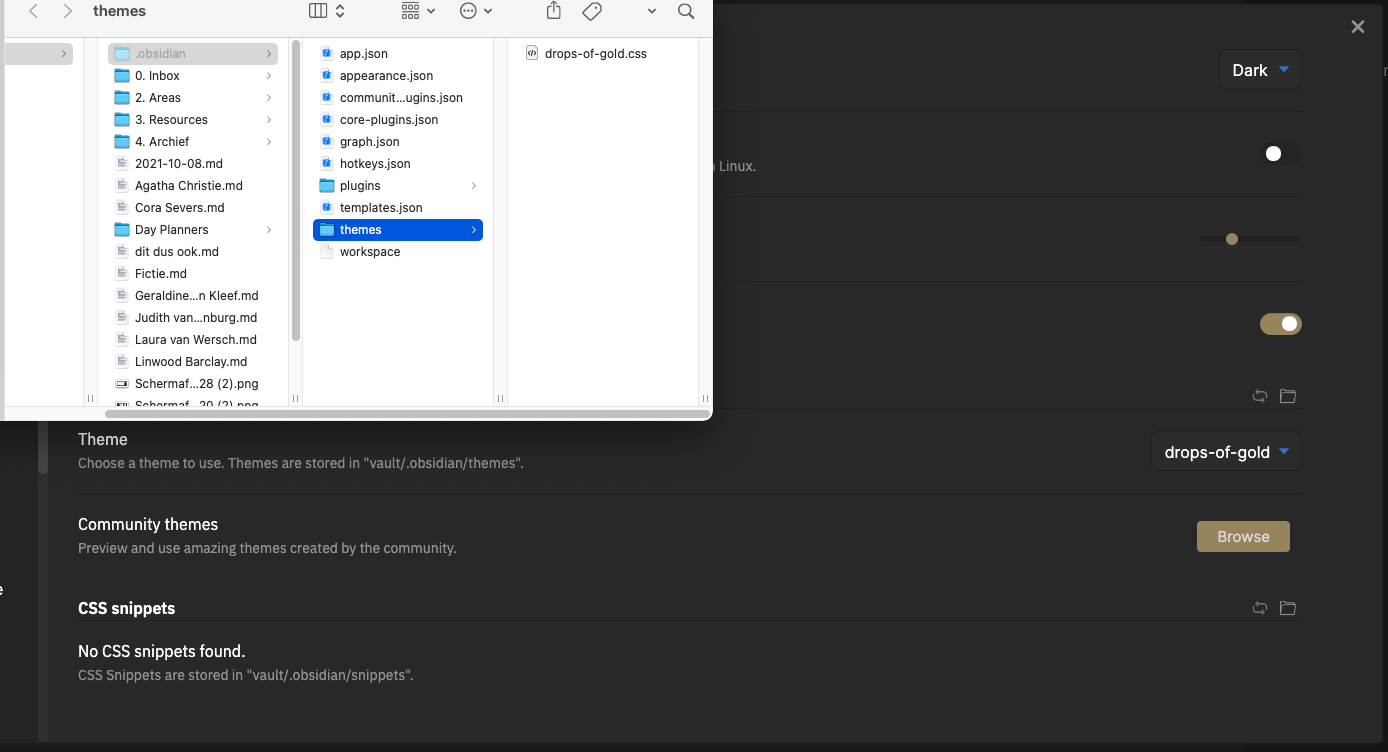 themes
.obsidian
0. Inbox
2. Areas
3. Resources
4. Archief
2021-10-08.md
Agatha Christie.md
Cora Severs.md
Day Planners
dit dus ook.md
Fictie.md
Geraldine...n Kleef.md
Judith van...nburg.md
Laura van Wersch.md
Linwood Barclay.md
Schermaf...28 (2).png
Schermaf...20 (2).png
app.json
appearance.json
communit...ugins.json
core-plugins.json
graph.json
hotkeys.json
plugins
templates.json
themes
workspace
drops-of-gold.css
Dark
Linux.
Theme
Choose a theme to use. Themes are stored in "vault/.obsidian/themes".
drops-of-gold
Community themes
Preview and use amazing themes created by the community.
Browse
CSS snippets
No CSS snippets found.
CSS Snippets are stored in "vault/.obsidian/snippets".